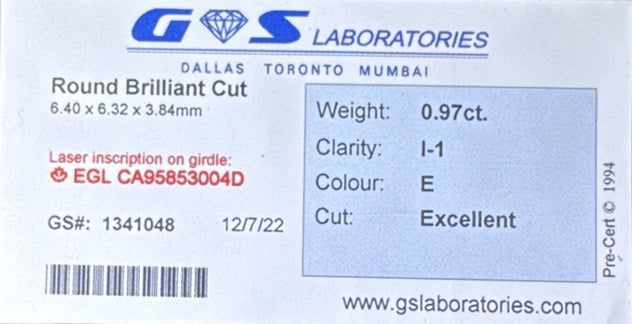 GS LABORATORIES
DALLAS TORONTO MUMBAI
Round Brilliant Cut
6.40 x 6.32 x 3.84mm
Laser inscription on girdle:
EGL CA95853004D
GS#: 1341048 12/7/22
Weight: 0.97ct.
Clarity: I-1
Colour: E
Cut: Excellent
Pre-Cert © 1994
www.gslaboratories.com